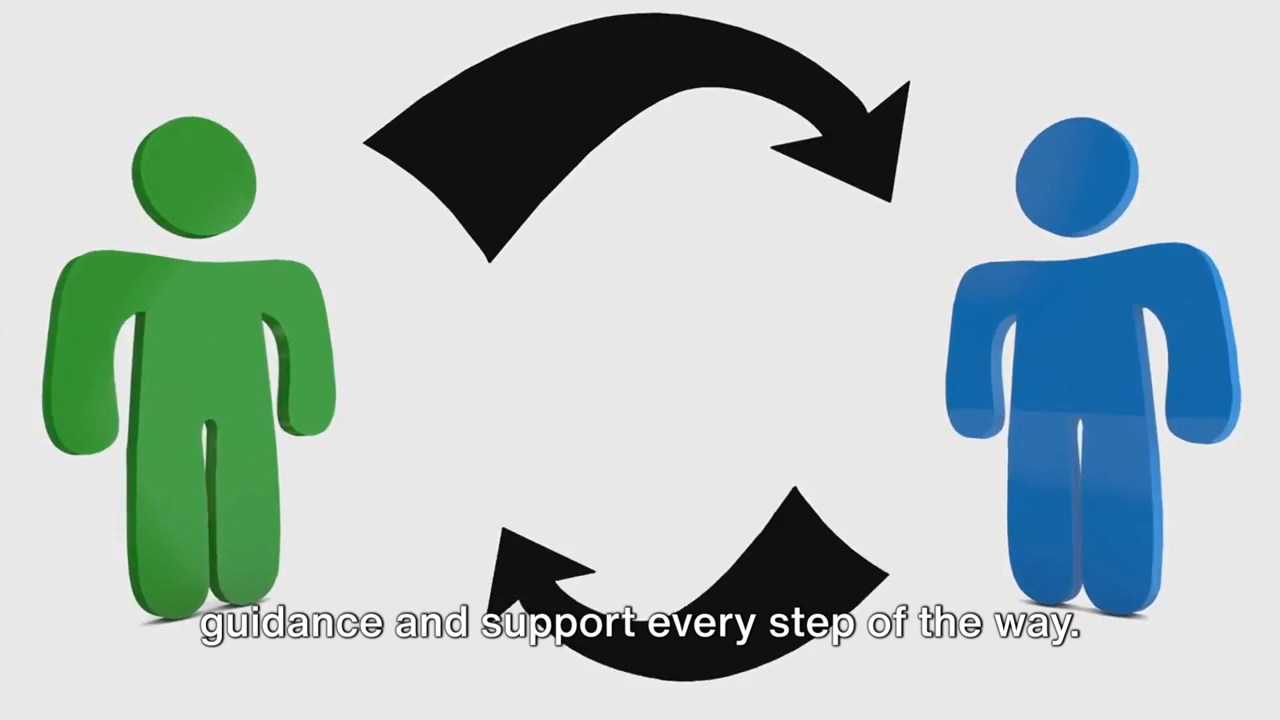 guidance and support every step of the way.